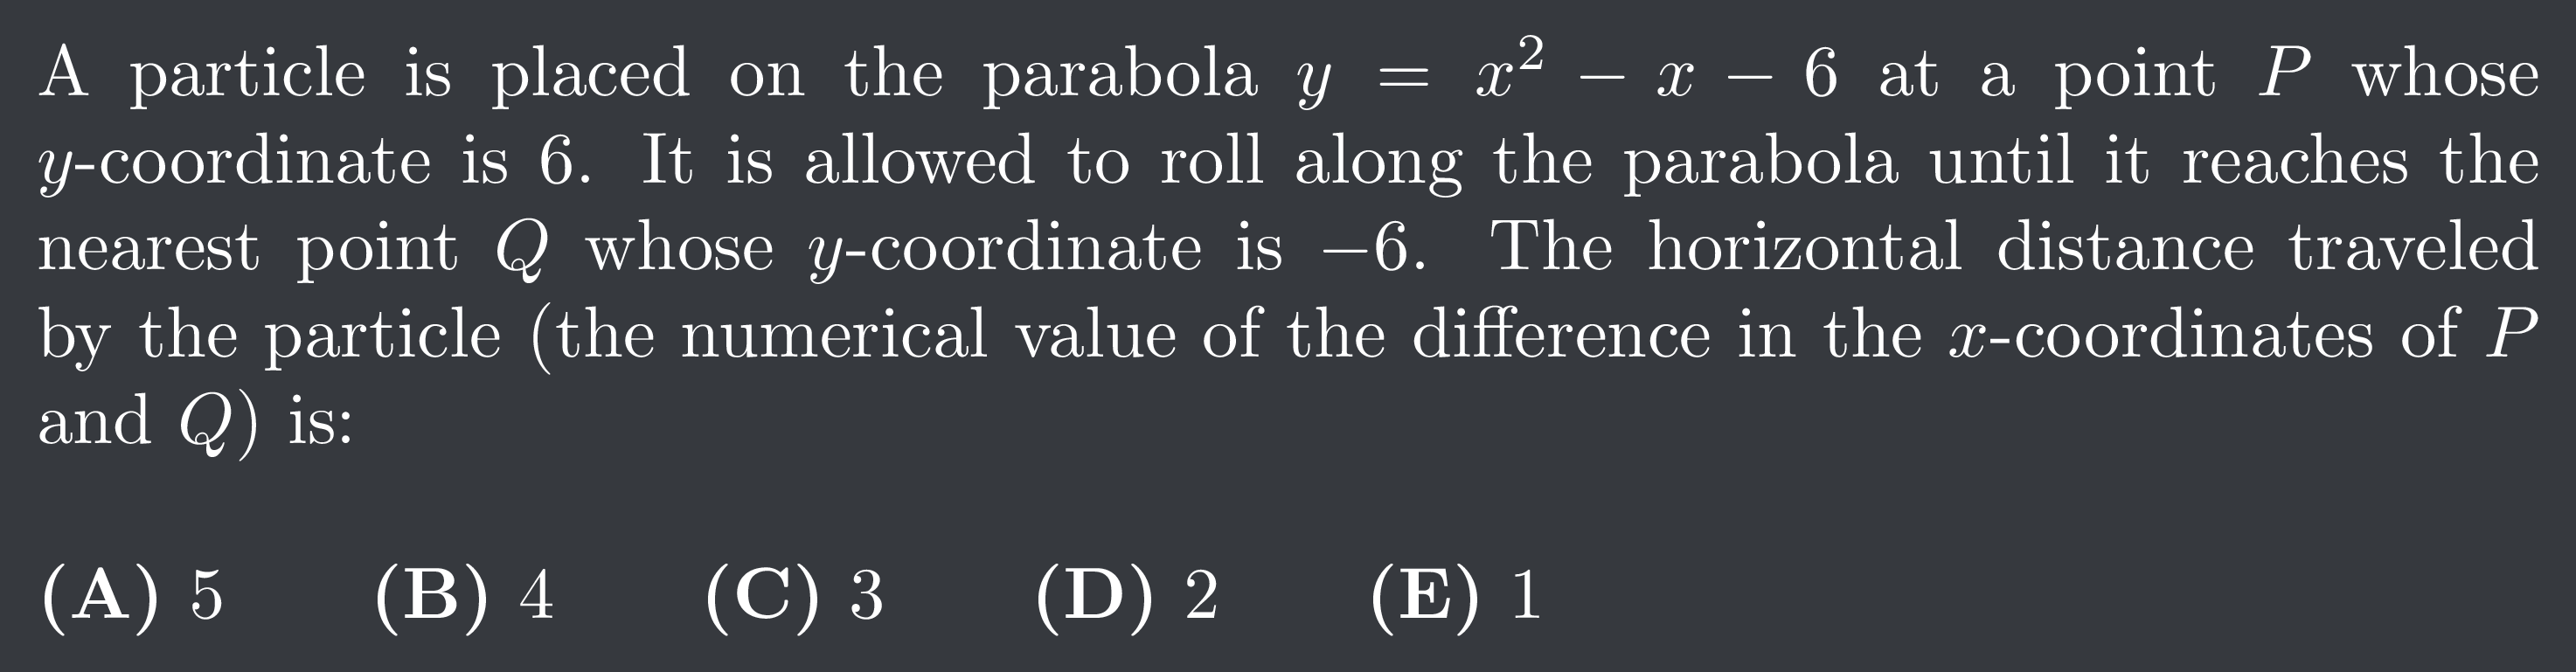 A particle is placed on the parabola $y = x^2 - x - 6$ at a point $P$ whose
$y$-coordinate is $6$. It is allowed to roll along the parabola until it reaches the
nearest point $Q$ whose $y$-coordinate is $-6$. The horizontal distance traveled
by the particle (the numerical value of the difference in the $x$-coordinates of $P$
and $Q$) is:
(A) 5 (B) 4 (C) 3 (D) 2 (E) 1